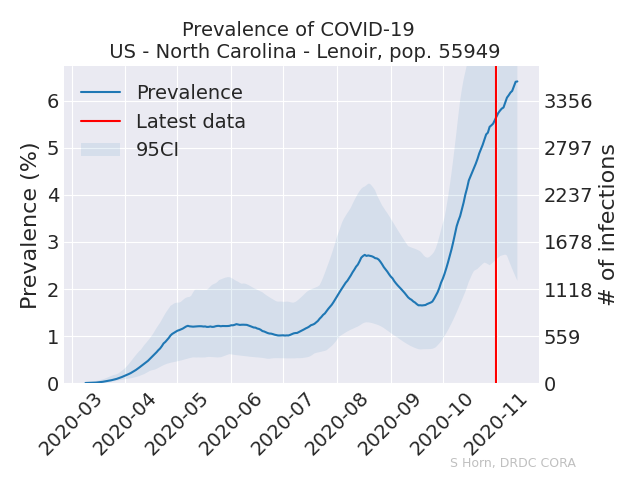 Prevalence of COVID-19
US - North Carolina - Lenoir, pop. 55949
Prevalence
Latest data
95CI
Prevalence (%)
6
5
4
3
2
1
0
3356
2797
2237
1678
1118
559
0
# of infections
2020-03
2020-04
2020-05
2020-06
2020-07
2020-08
2020-09
2020-10
2020-11
S Horn, DRDC CORA